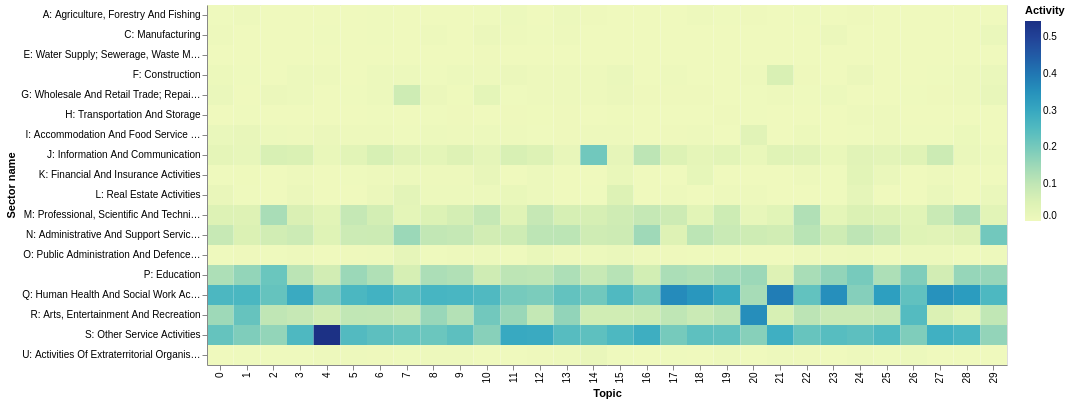 Activity
A: Agriculture, Forestry And Fishing
C: Manufacturing
E: Water Supply; Sewerage, Waste M…
F: Construction
G: Wholesale And Retail Trade; Repai…
H: Transportation And Storage
I: Accommodation And Food Service …
J: Information And Communication
K: Financial And Insurance Activities
L: Real Estate Activities
M: Professional, Scientific And Techni…
N: Administrative And Support Servic…
O: Public Administration And Defence…
P: Education
Q: Human Health And Social Work Ac…
R: Arts, Entertainment And Recreation
S: Other Service Activities
U: Activities Of Extraterritorial Organis…
Sector name
0.5
0.4
0.3
0.2
0.1
0.0
0 1 2 3 4 5 6 7 8 9 10 11 12 13 14 15 16 17 18 19 20 21 22 23 24 25 26 27 28 29
Topic